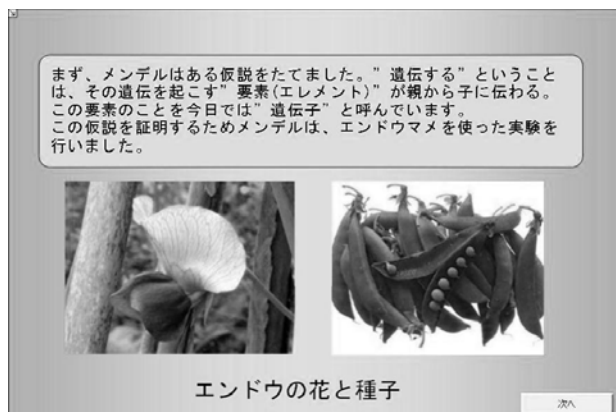 まず、メンデルはある仮説をたてました。”遺伝する”ということ
は、その遺伝を起こす”要素(エレメント)”が親から子に伝わる。
この要素のことを今日では”遺伝子”と呼んでいます。
この仮説を証明するためメンデルは、エンドウマメを使った実験を
行いました。
エンドウの花と種子
次へ